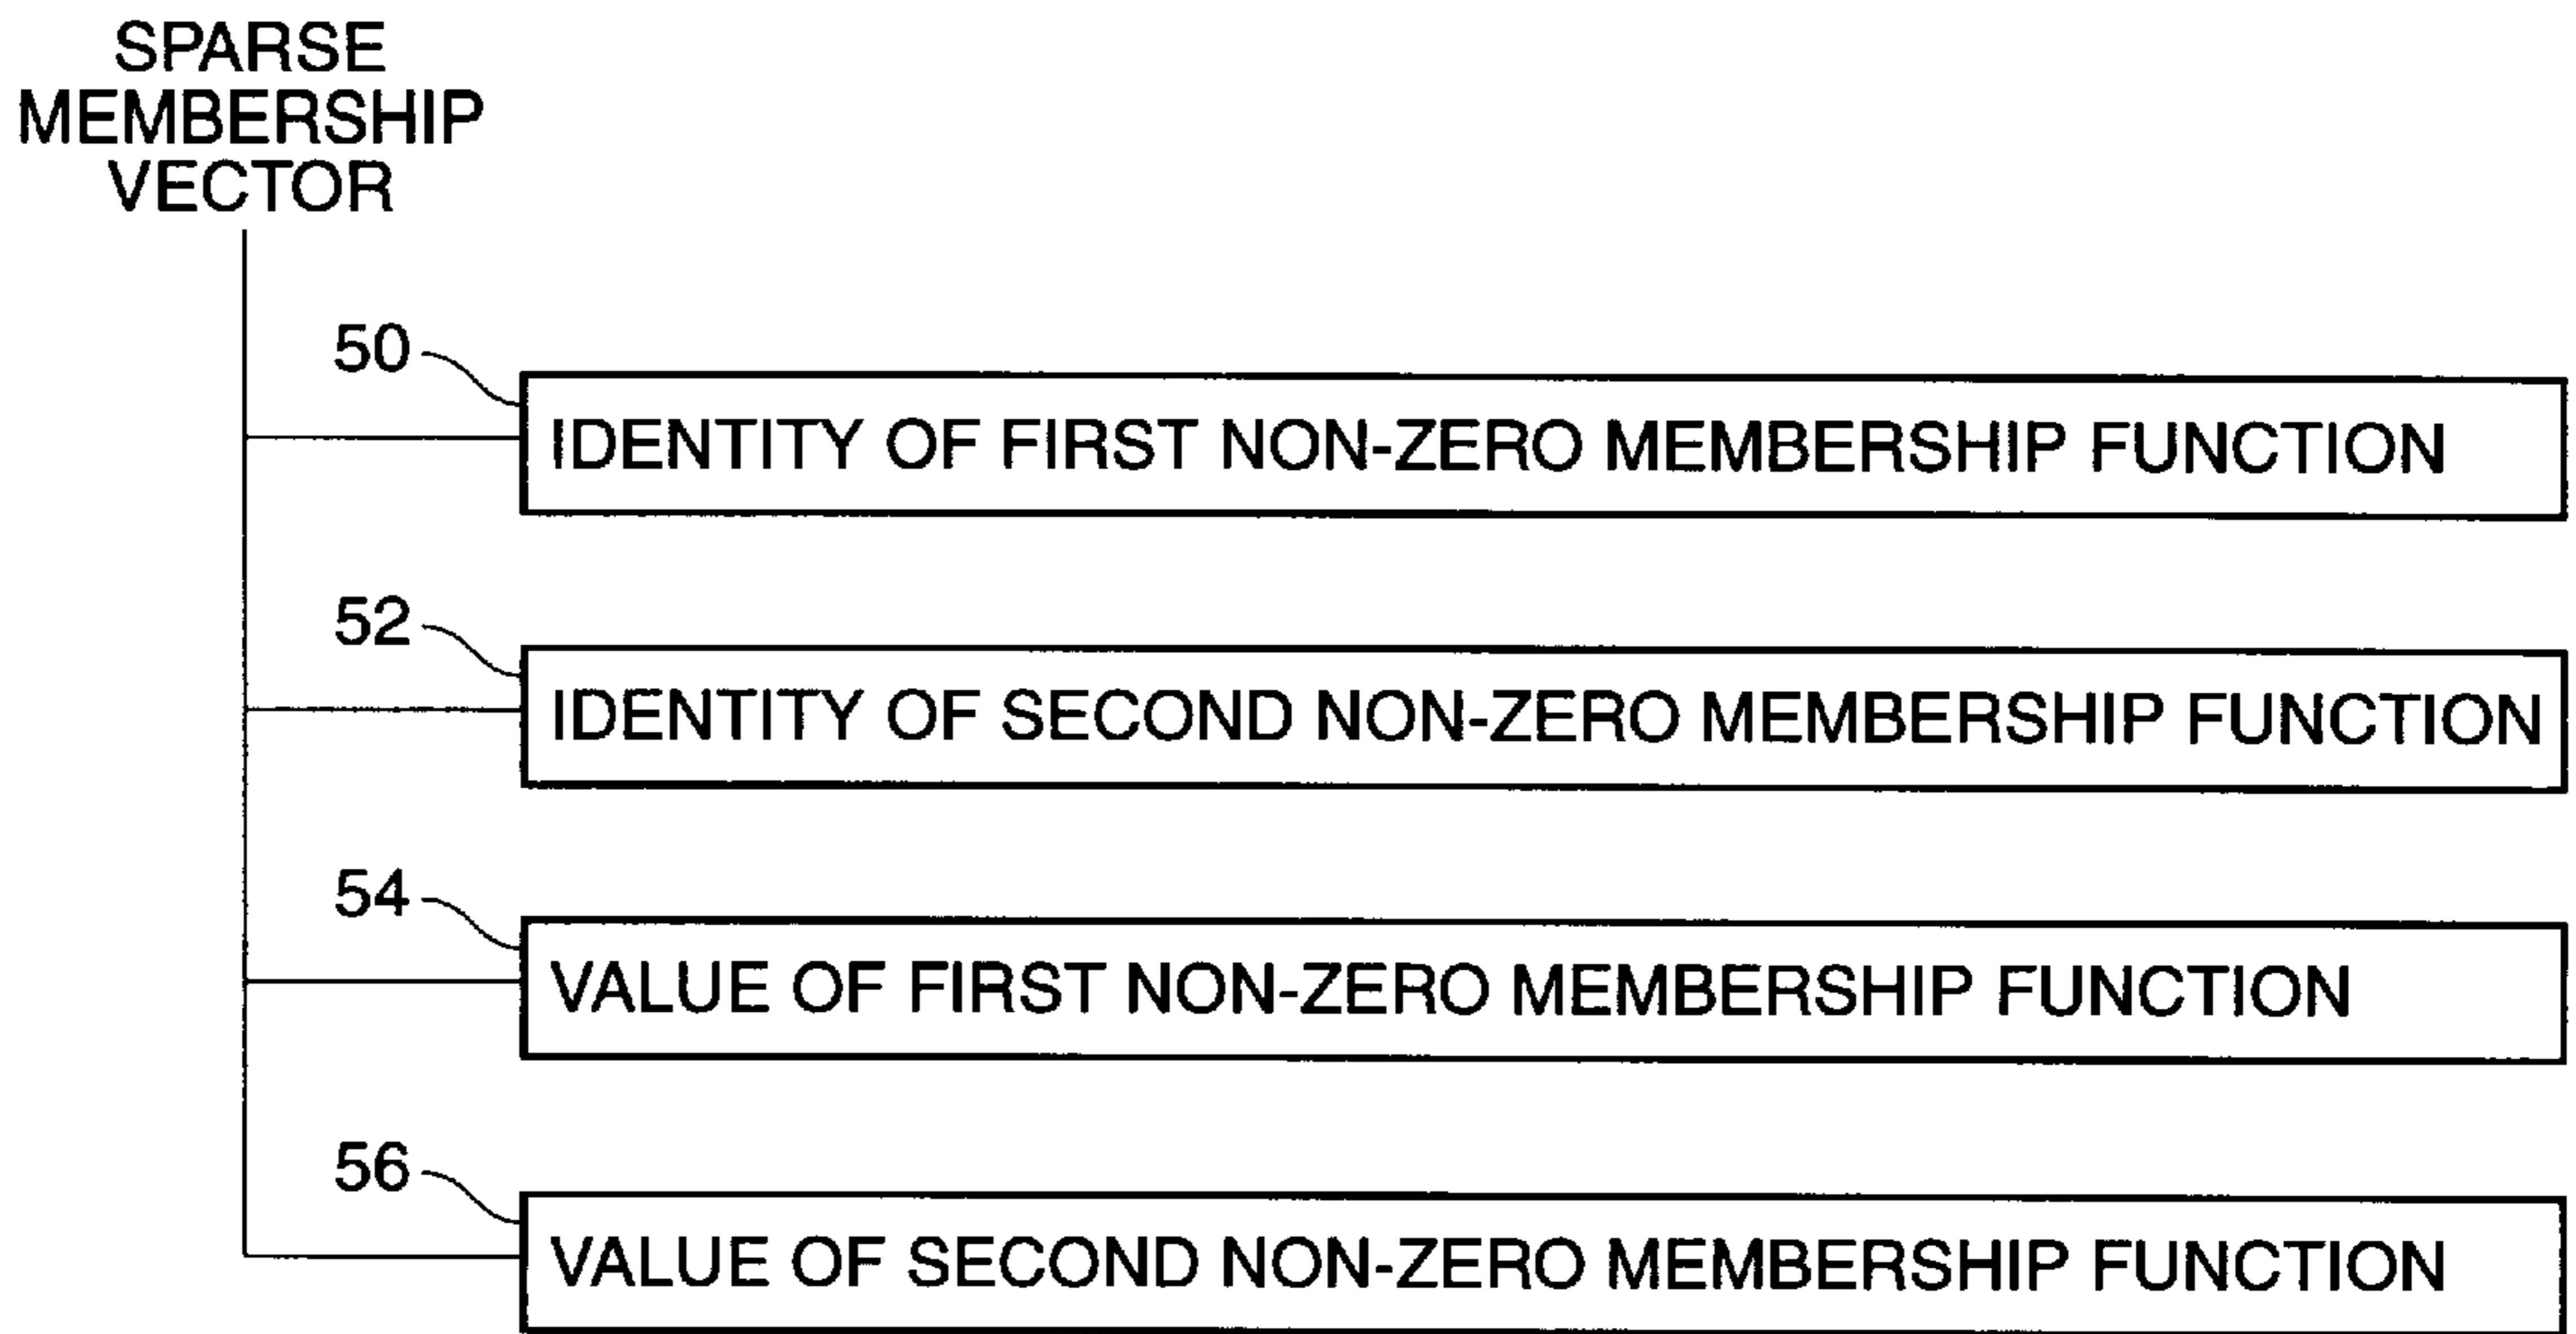 SPARSE
MEMBERSHIP
VECTOR
50
IDENTITY OF FIRST NON-ZERO MEMBERSHIP FUNCTION
52
IDENTITY OF SECOND NON-ZERO MEMBERSHIP FUNCTION
54
VALUE OF FIRST NON-ZERO MEMBERSHIP FUNCTION
56
VALUE OF SECOND NON-ZERO MEMBERSHIP FUNCTION